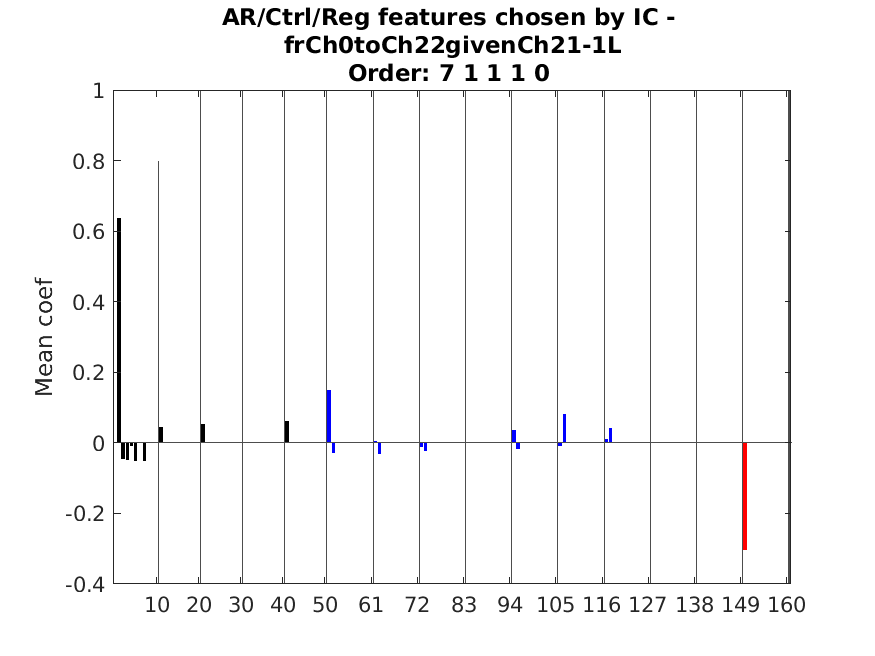 AR/Ctrl/Reg features chosen by IC -
frCh0toCh22givenCh21-1L
Order: 7 1 1 1 0
1
0.8
0.6
0.4
0.2
0
-0.2
-0.4
Mean coef
10 20 30 40 50 61 72 83 94 105 116 127 138 149 160